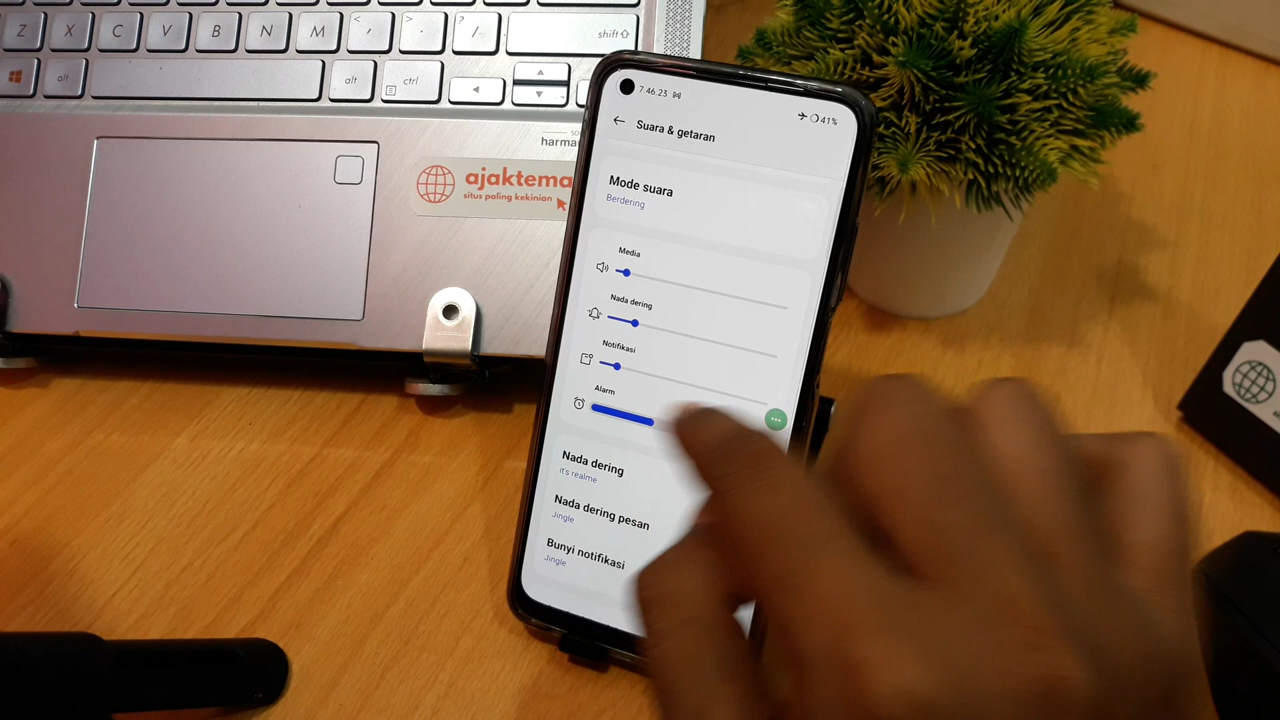 Z X C V B N M < , > . ? / shift
alt alt ctrl
harma
ajaktema
situs paling kekinian
7.46.23 41%
Suara & getaran
Mode suara
Berdering
Media
Nada dering
Notifikasi
Alarm
Nada dering
it's realme
Nada dering pesan
Jingle
Bunyi notifikasi
Jingle